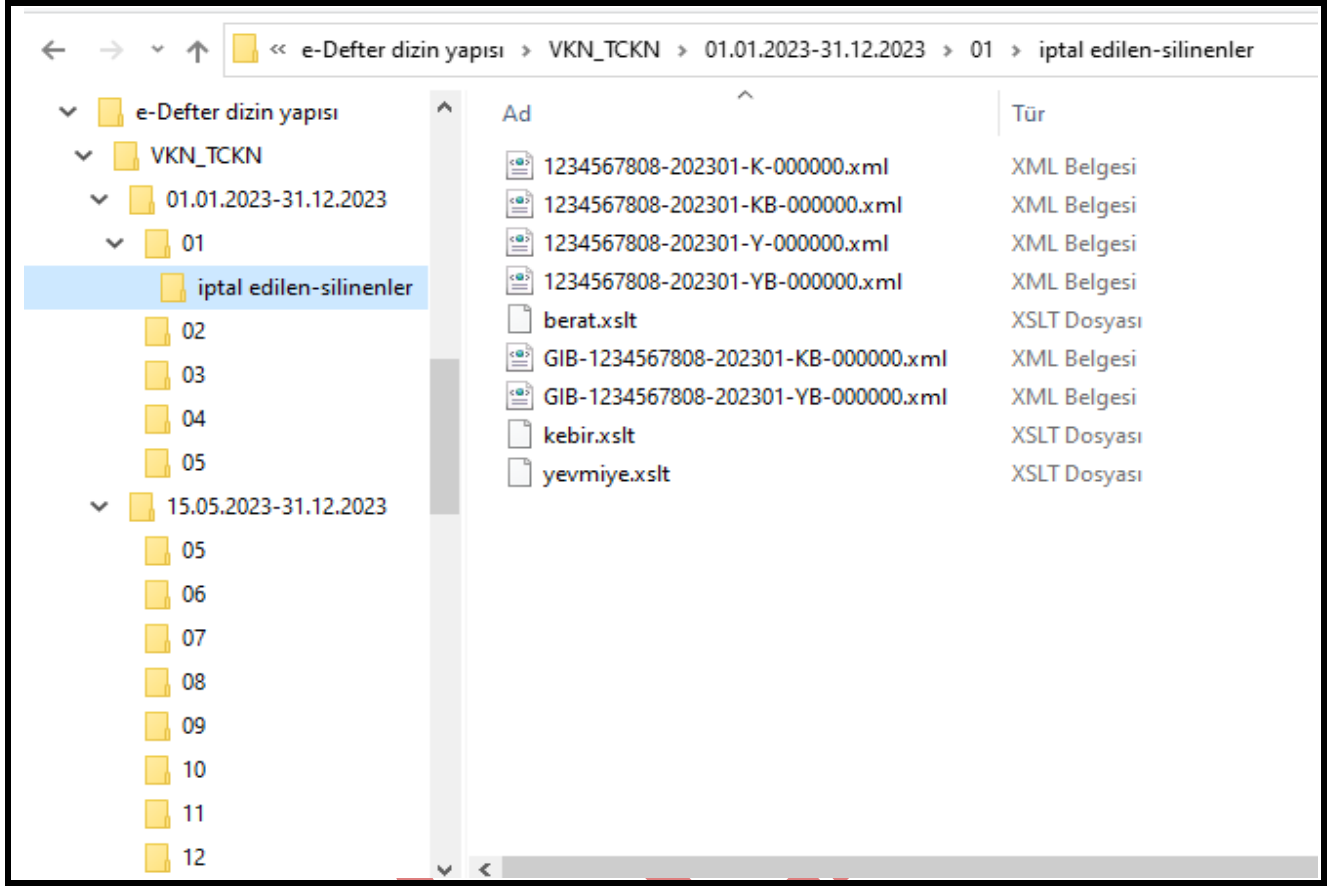 « e-Defter dizin yapısı > VKN_TCKN > 01.01.2023-31.12.2023 > 01 > iptal edilen-silinenler
e-Defter dizin yapısı
VKN_TCKN
01.01.2023-31.12.2023
01
iptal edilen-silinenler
02
03
04
05
15.05.2023-31.12.2023
05
06
07
08
09
10
11
12
Ad Tür
1234567808-202301-K-000000.xml XML Belgesi
1234567808-202301-KB-000000.xml XML Belgesi
1234567808-202301-Y-000000.xml XML Belgesi
1234567808-202301-YB-000000.xml XML Belgesi
berat.xslt XSLT Dosyası
GIB-1234567808-202301-KB-000000.xml XML Belgesi
GIB-1234567808-202301-YB-000000.xml XML Belgesi
kebir.xslt XSLT Dosyası
yevmiye.xslt XSLT Dosyası